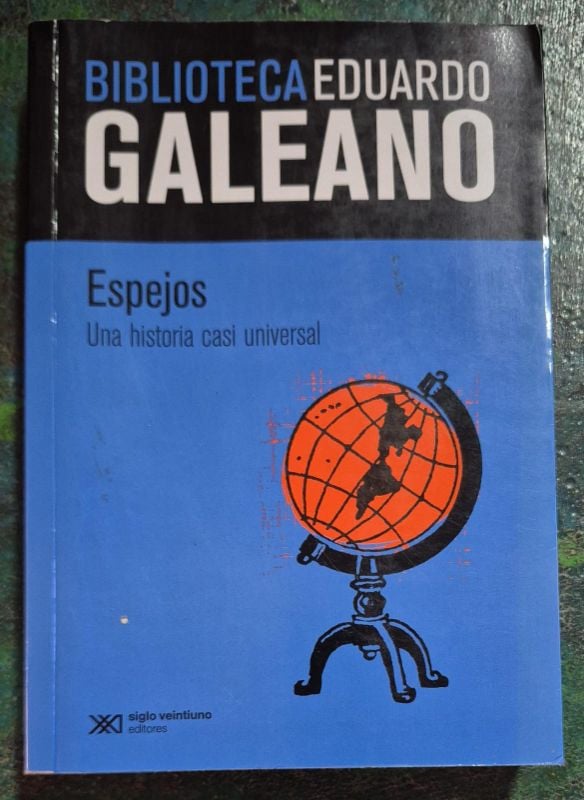 BIBLIOTECA EDUARDO
GALEANO
Espejos
Una historia casi universal
siglo veintiuno
editores